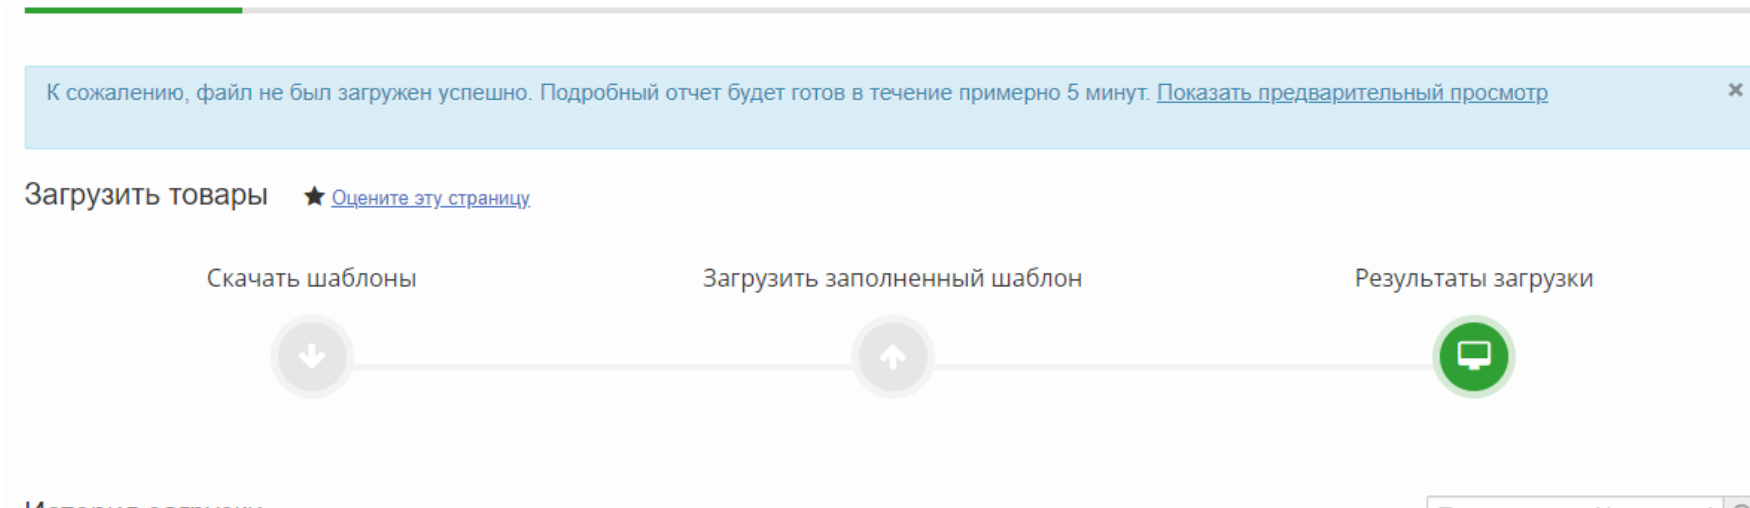 К сожалению, файл не был загружен успешно. Подробный отчет будет готов в течение примерно 5 минут. Показать предварительный просмотр
Загрузить товары ★ Оцените эту страницу
Скачать шаблоны Загрузить заполненный шаблон Результаты загрузки